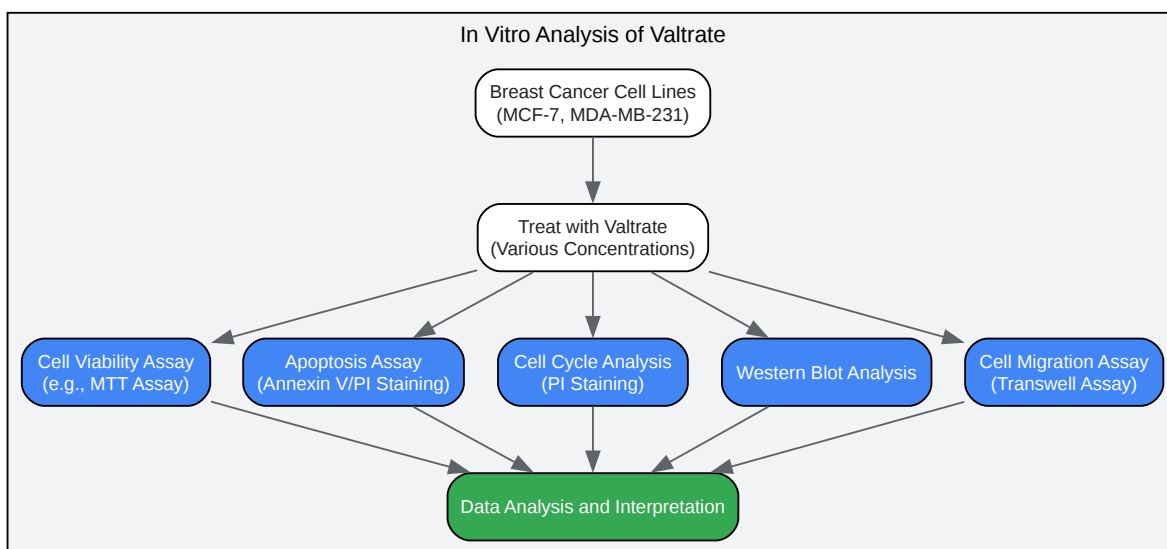 In Vitro Analysis of Valtrate
Breast Cancer Cell Lines
(MCF-7, MDA-MB-231)
Treat with Valtrate
(Various Concentrations)
Cell Viability Assay
(e.g., MTT Assay)
Apoptosis Assay
(Annexin V/PI Staining)
Cell Cycle Analysis
(PI Staining)
Western Blot Analysis
Cell Migration Assay
(Transwell Assay)
Data Analysis and Interpretation